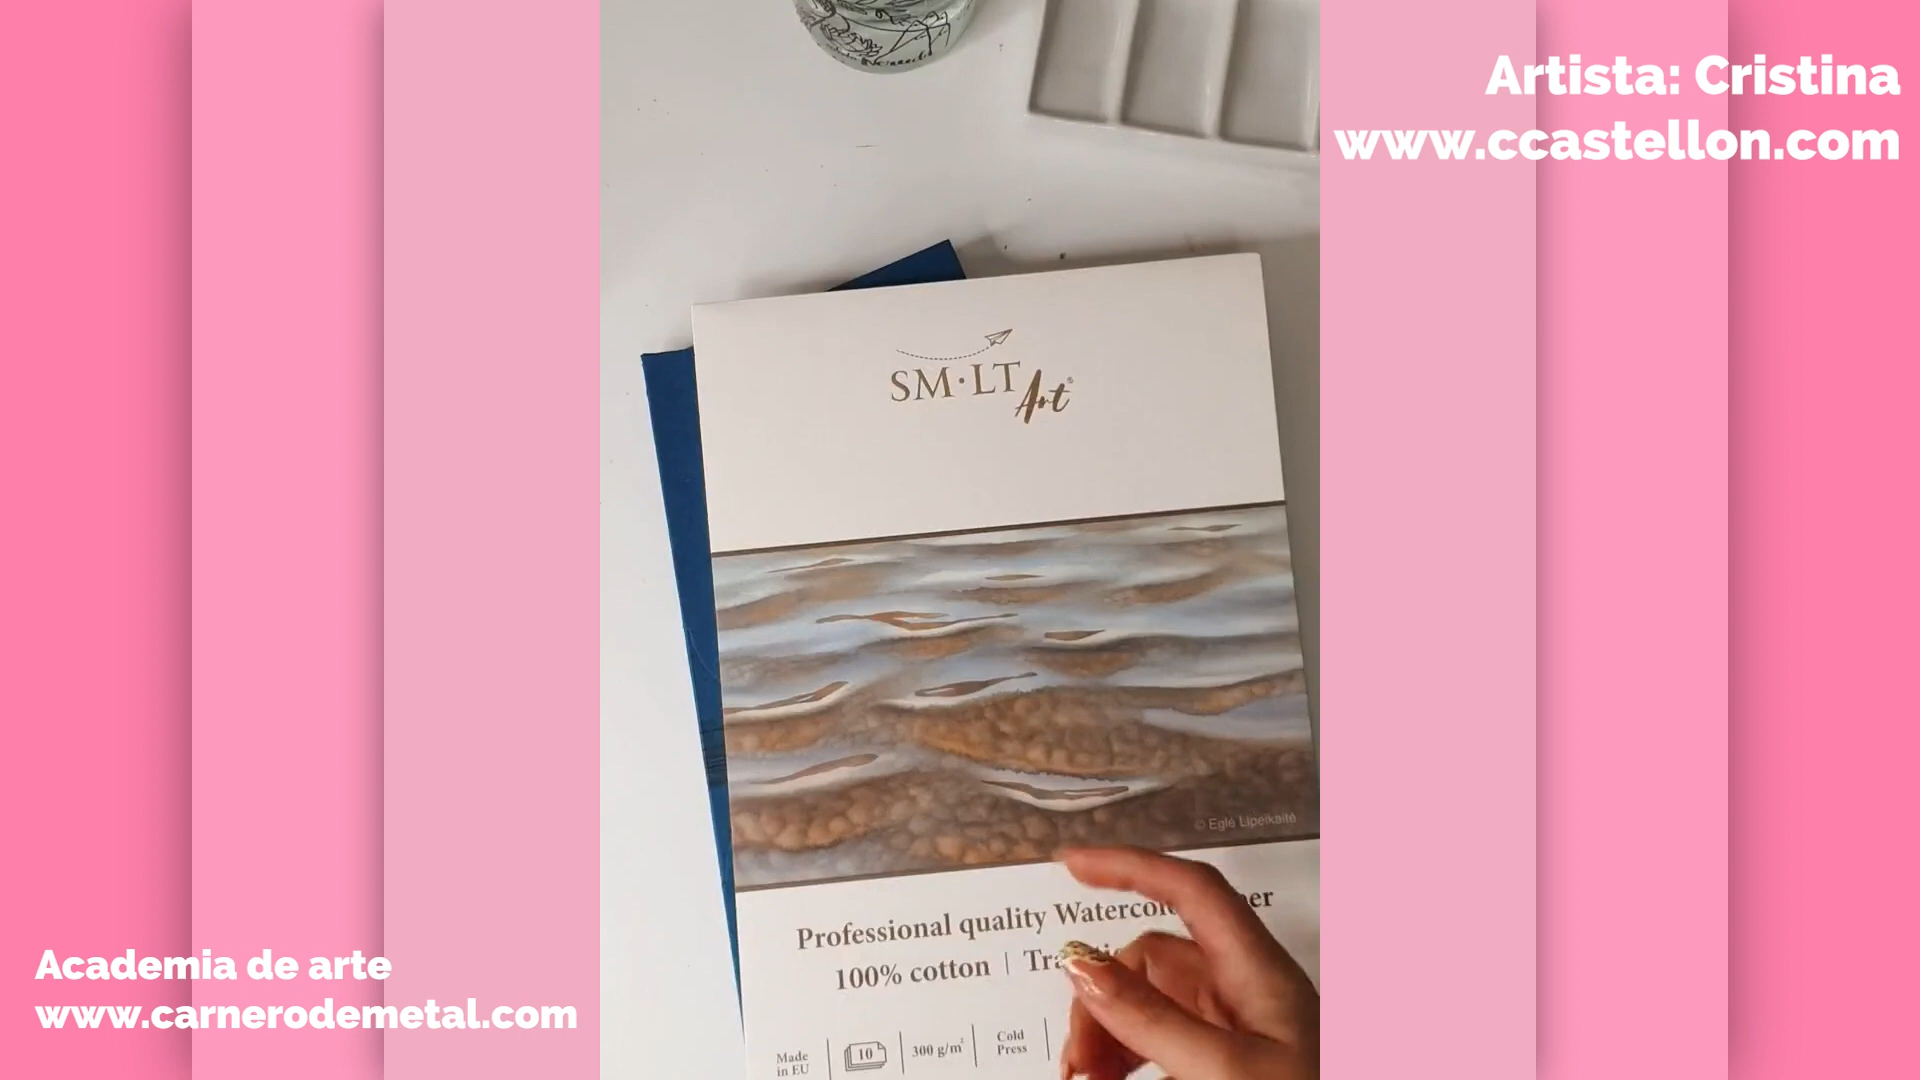 Artista: Cristina
www.ccastellon.com
SM·LT Art®
© Eglė Lipeikaitė
Professional quality
100% cotton |
Made in EU
10
300 g/m²
Cold Press
Academia de arte
www.carnerodemetal.com